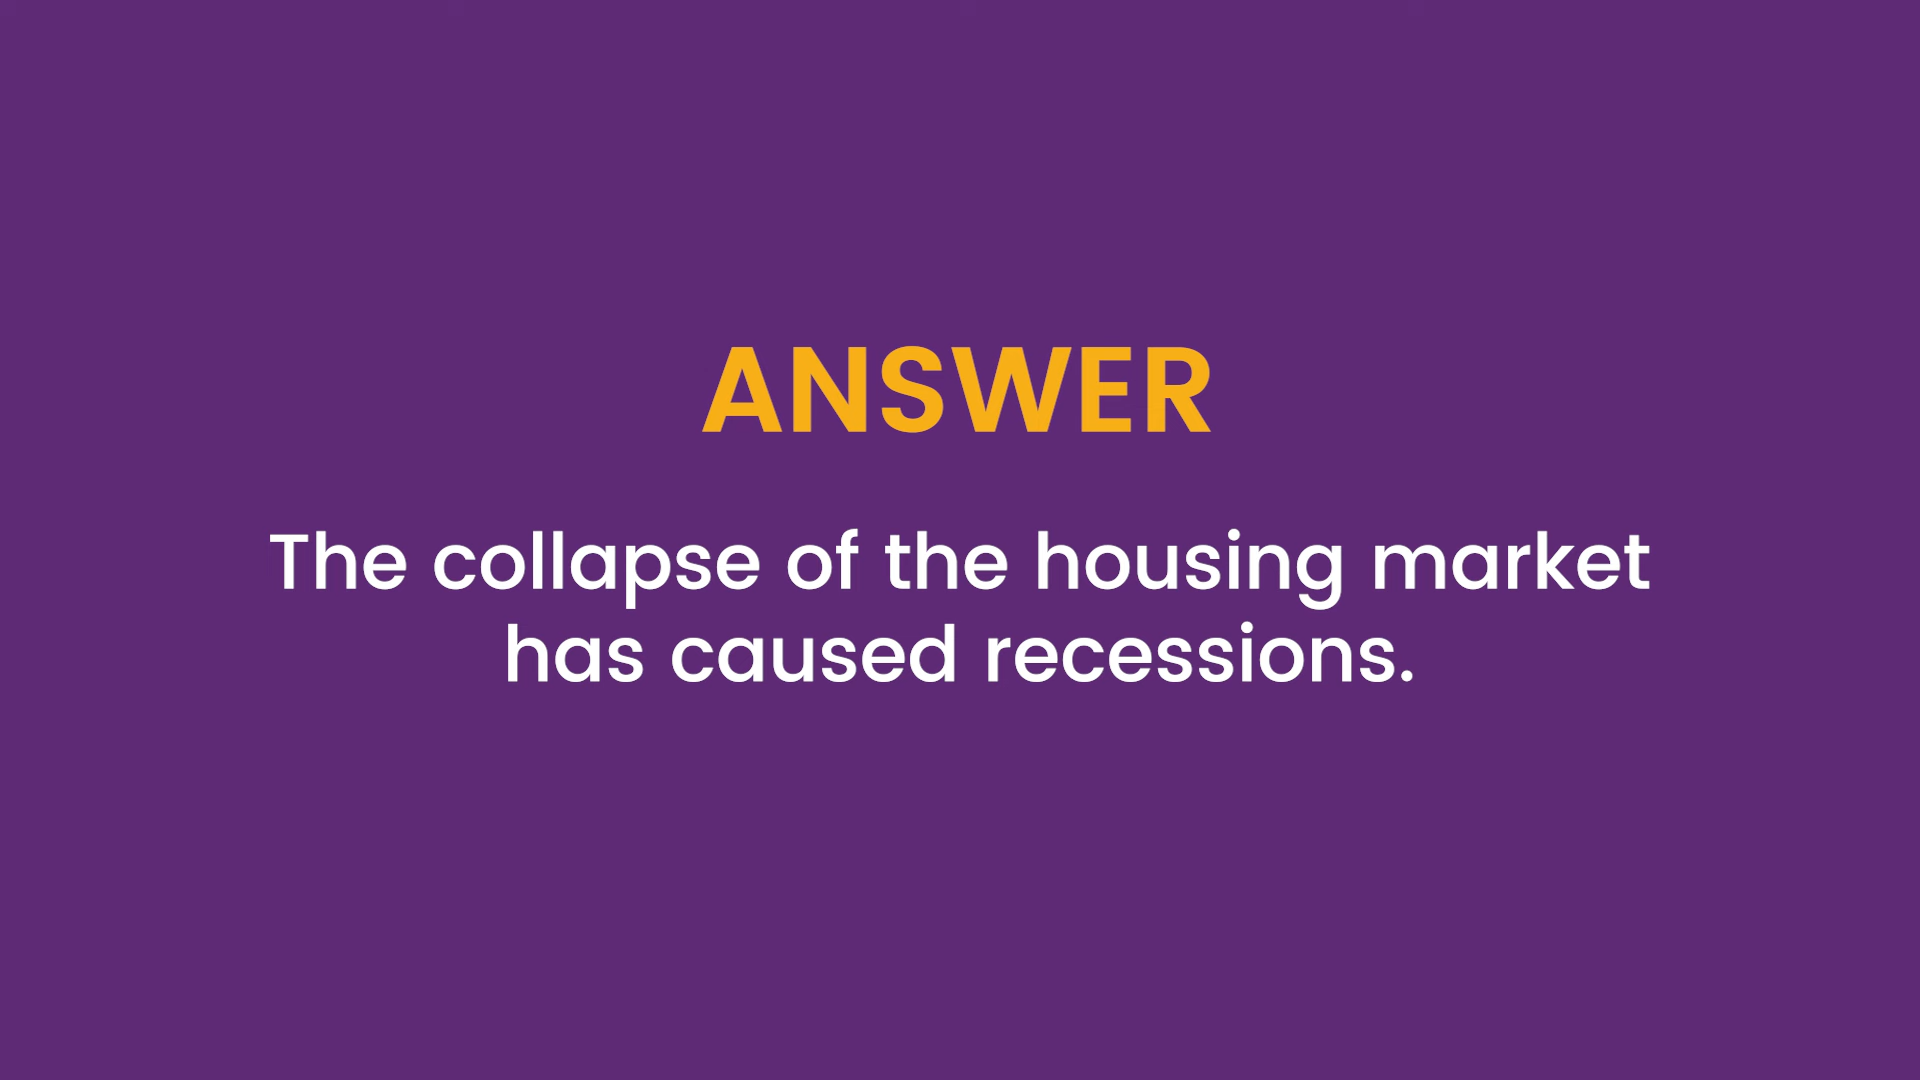 ANSWER
The collapse of the housing market
has caused recessions.